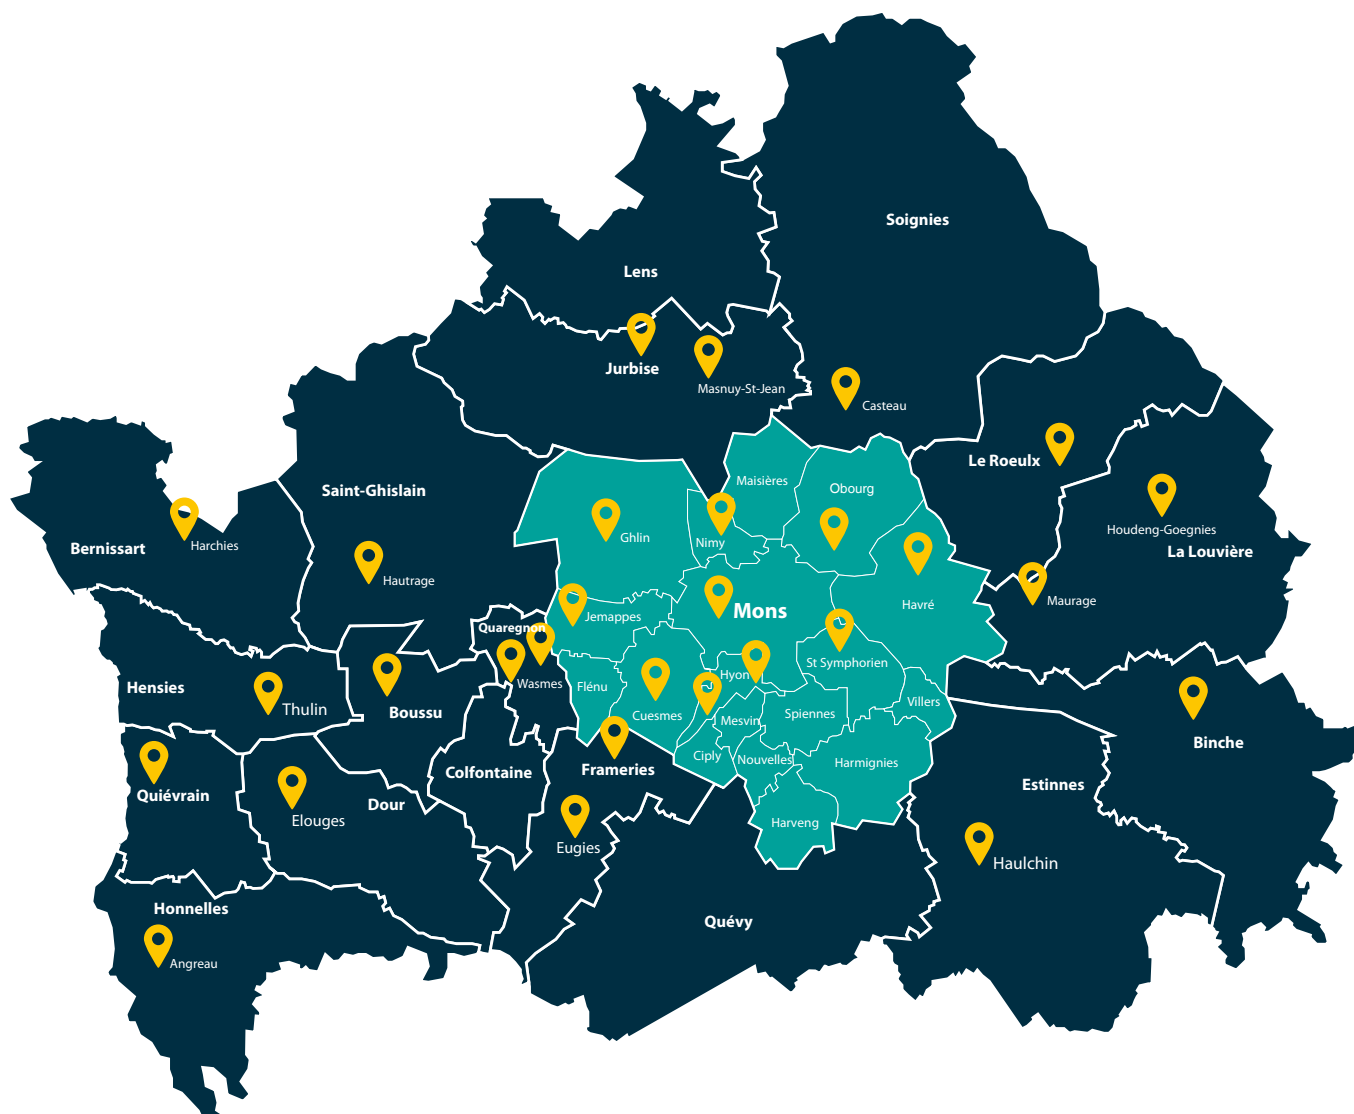 Soignies
Lens
Jurbise
Masnuy-St-Jean
Casteau
Le Roeulx
Maisières
Saint-Ghislain
Obourg
Houdeng-Goegnies
Ghlin
Nimy
Harchies
Bernissart
La Louvière
Hautrage
Maurage
Havré
Mons
Jemappes
Quaregnon
St Symphorien
Hyon
Wasmes
Flénu
Hensies
Villers
Thulin
Boussu
Cuesmes
Mesvin
Spiennes
Binche
Ciply
Nouvelles
Harmignies
Frameries
Colfontaine
Estinnes
Quiévrain
Dour
Elouges
Harveng
Eugies
Haulchin
Honnelles
Quévy
Angreau